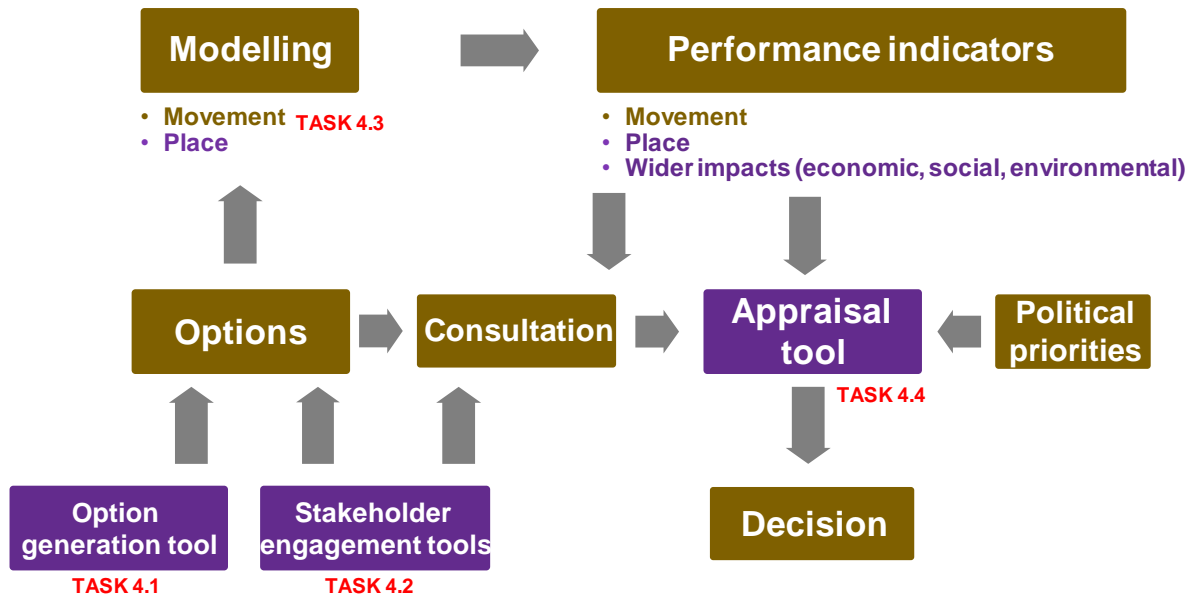 Modelling
Performance indicators
• Movement
TASK 4.3
• Place
• Movement
• Place
• Wider impacts (economic, social, environmental)
Options
Consultation
Appraisal
tool
Political
priorities
TASK 4.4
Option
generation tool
Stakeholder
engagement tools
Decision
TASK 4.1
TASK 4.2